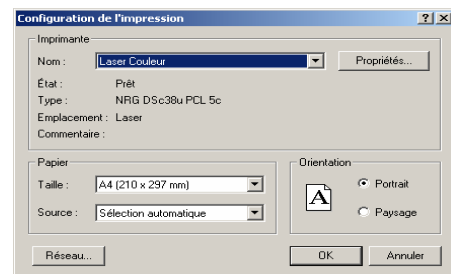 Configuration de l'impression
Imprimante
Nom : Laser Couleur Propriétés...
État : Prêt
Type : NRG DSc38u PCL 5c
Emplacement : Laser
Commentaire :
Papier
Taille : A4 (210 x 297 mm)
Source : Sélection automatique
Orientation
A
Portrait
Paysage
Réseau... OK Annuler